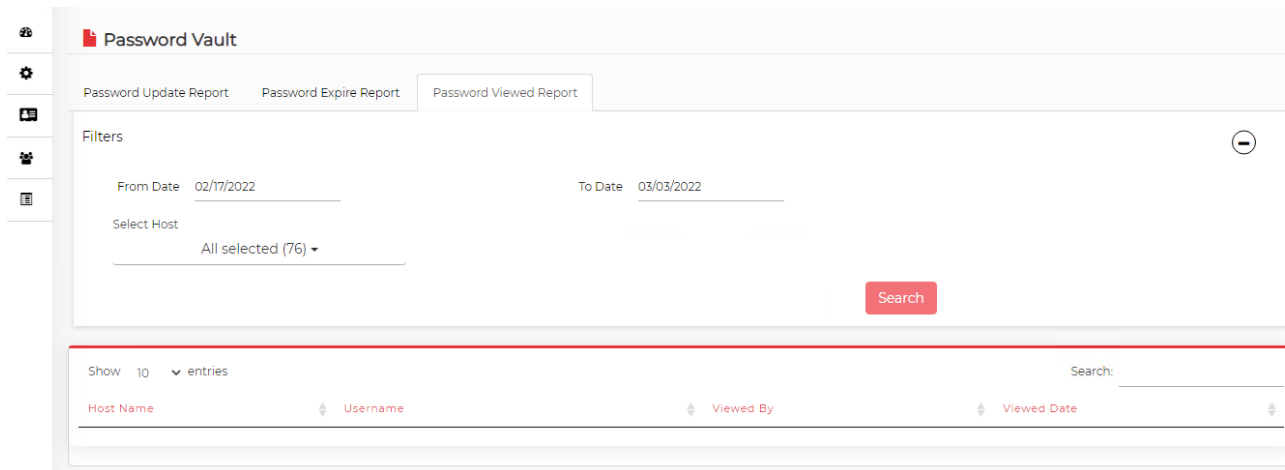 Password Vault
Password Update Report Password Expire Report Password Viewed Report
Filters
From Date 02/17/2022 To Date 03/03/2022
Select Host
All selected (76)
Search
Show 10 entries Search:
Host Name Username Viewed By Viewed Date